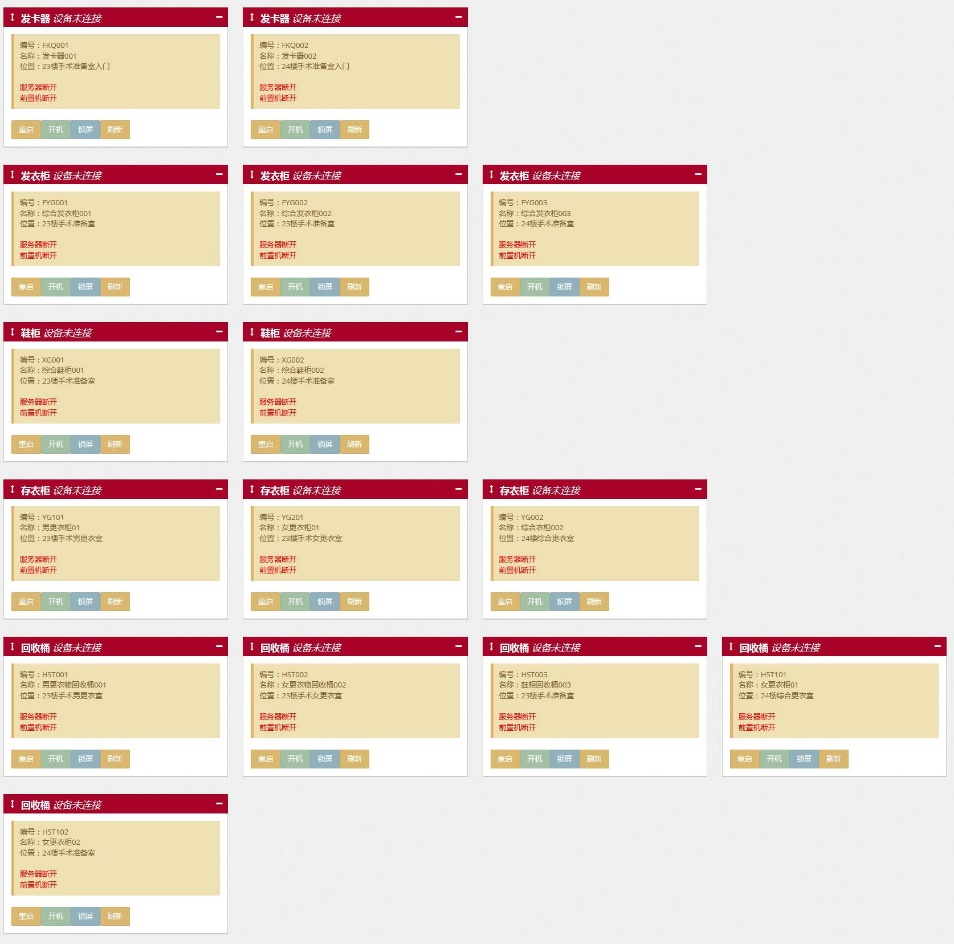 发卡器 设备未连接
编号：FKQ001
名称：发卡器001
位置：23楼手术准备室入门
服务器断开
前置机断开
重启 开机 锁屏 刷新
发卡器 设备未连接
编号：FKQ002
名称：发卡器002
位置：24楼手术准备室入门
服务器断开
前置机断开
重启 开机 锁屏 刷新
发衣柜 设备未连接
编号：FYG001
名称：综合发衣柜001
位置：23楼手术准备室
服务器断开
前置机断开
重启 开机 锁屏 刷新
发衣柜 设备未连接
编号：FYG002
名称：综合发衣柜002
位置：23楼手术准备室
服务器断开
前置机断开
重启 开机 锁屏 刷新
发衣柜 设备未连接
编号：FYG003
名称：综合发衣柜003
位置：24楼手术准备室
服务器断开
前置机断开
重启 开机 锁屏 刷新
鞋柜 设备未连接
编号：XG001
名称：综合鞋柜001
位置：23楼手术准备室
服务器断开
前置机断开
重启 开机 锁屏 刷新
鞋柜 设备未连接
编号：XG002
名称：综合鞋柜002
位置：24楼手术准备室
服务器断开
前置机断开
重启 开机 锁屏 刷新
存衣柜 设备未连接
编号：YG101
名称：男更衣柜01
位置：23楼手术男更衣室
服务器断开
前置机断开
重启 开机 锁屏 刷新
存衣柜 设备未连接
编号：YG201
名称：女更衣柜01
位置：23楼手术女更衣室
服务器断开
前置机断开
重启 开机 锁屏 刷新
存衣柜 设备未连接
编号：YG002
名称：综合衣柜002
位置：24楼综合更衣室
服务器断开
前置机断开
重启 开机 锁屏 刷新
回收桶 设备未连接
编号：HST001
名称：男更衣物回收桶001
位置：23楼手术男更衣室
服务器断开
前置机断开
重启 开机 锁屏 刷新
回收桶 设备未连接
编号：HST002
名称：女更衣物回收桶002
位置：23楼手术女更衣室
服务器断开
前置机断开
重启 开机 锁屏 刷新
回收桶 设备未连接
编号：HST003
名称：鞋柜回收桶003
位置：23楼手术准备室
服务器断开
前置机断开
重启 开机 锁屏 刷新
回收桶 设备未连接
编号：HST101
名称：女更衣柜01
位置：24楼综合更衣室
服务器断开
前置机断开
重启 开机 锁屏 刷新
回收桶 设备未连接
编号：HST102
名称：女更衣柜02
位置：24楼手术准备室
服务器断开
前置机断开
重启 开机 锁屏 刷新